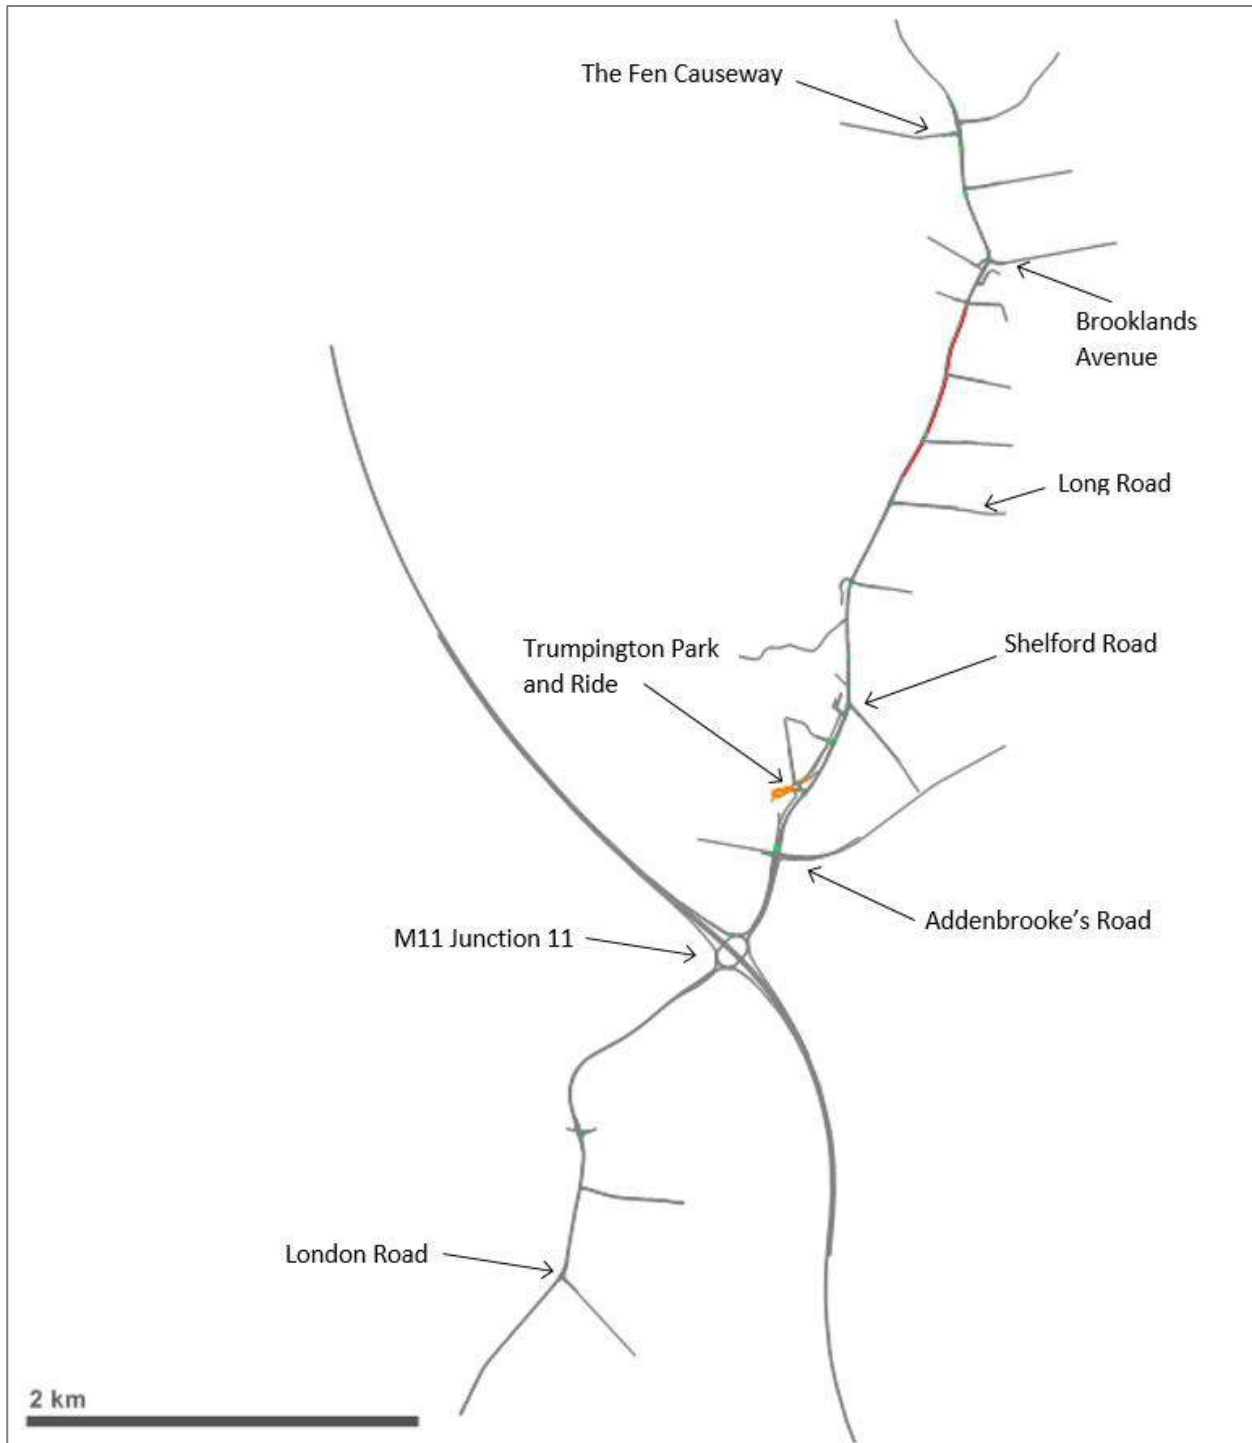 The Fen Causeway
Brooklands
Avenue
Long Road
Trumpington Park
and Ride
Shelford Road
Addenbrooke’s Road
M11 Junction 11
London Road
2 km